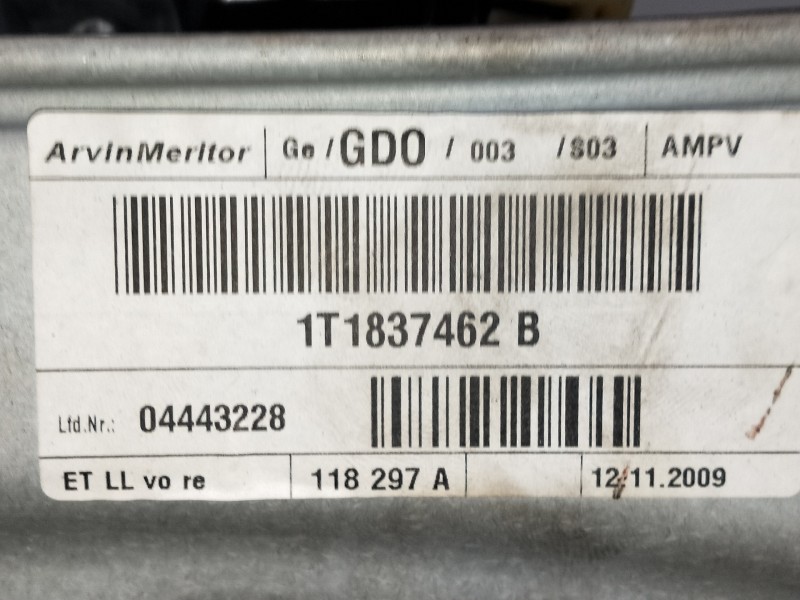 ArvinMeritor Ge / GDO / 003 / S03 AMPV
1T1837462 B
Lfd.Nr.: 04443228
ET LL vo re 118 297 A 12.11.2009